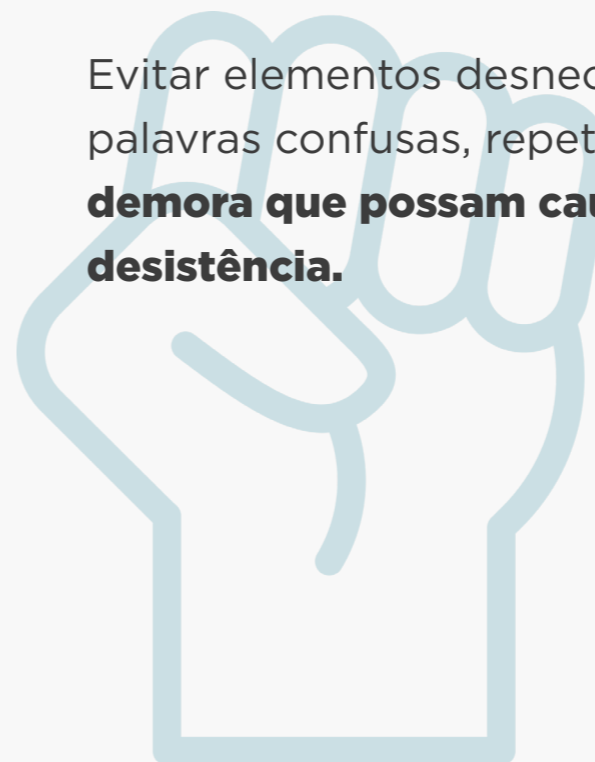 Evitar elementos
palavras confusas,
demora que possam
desistência.